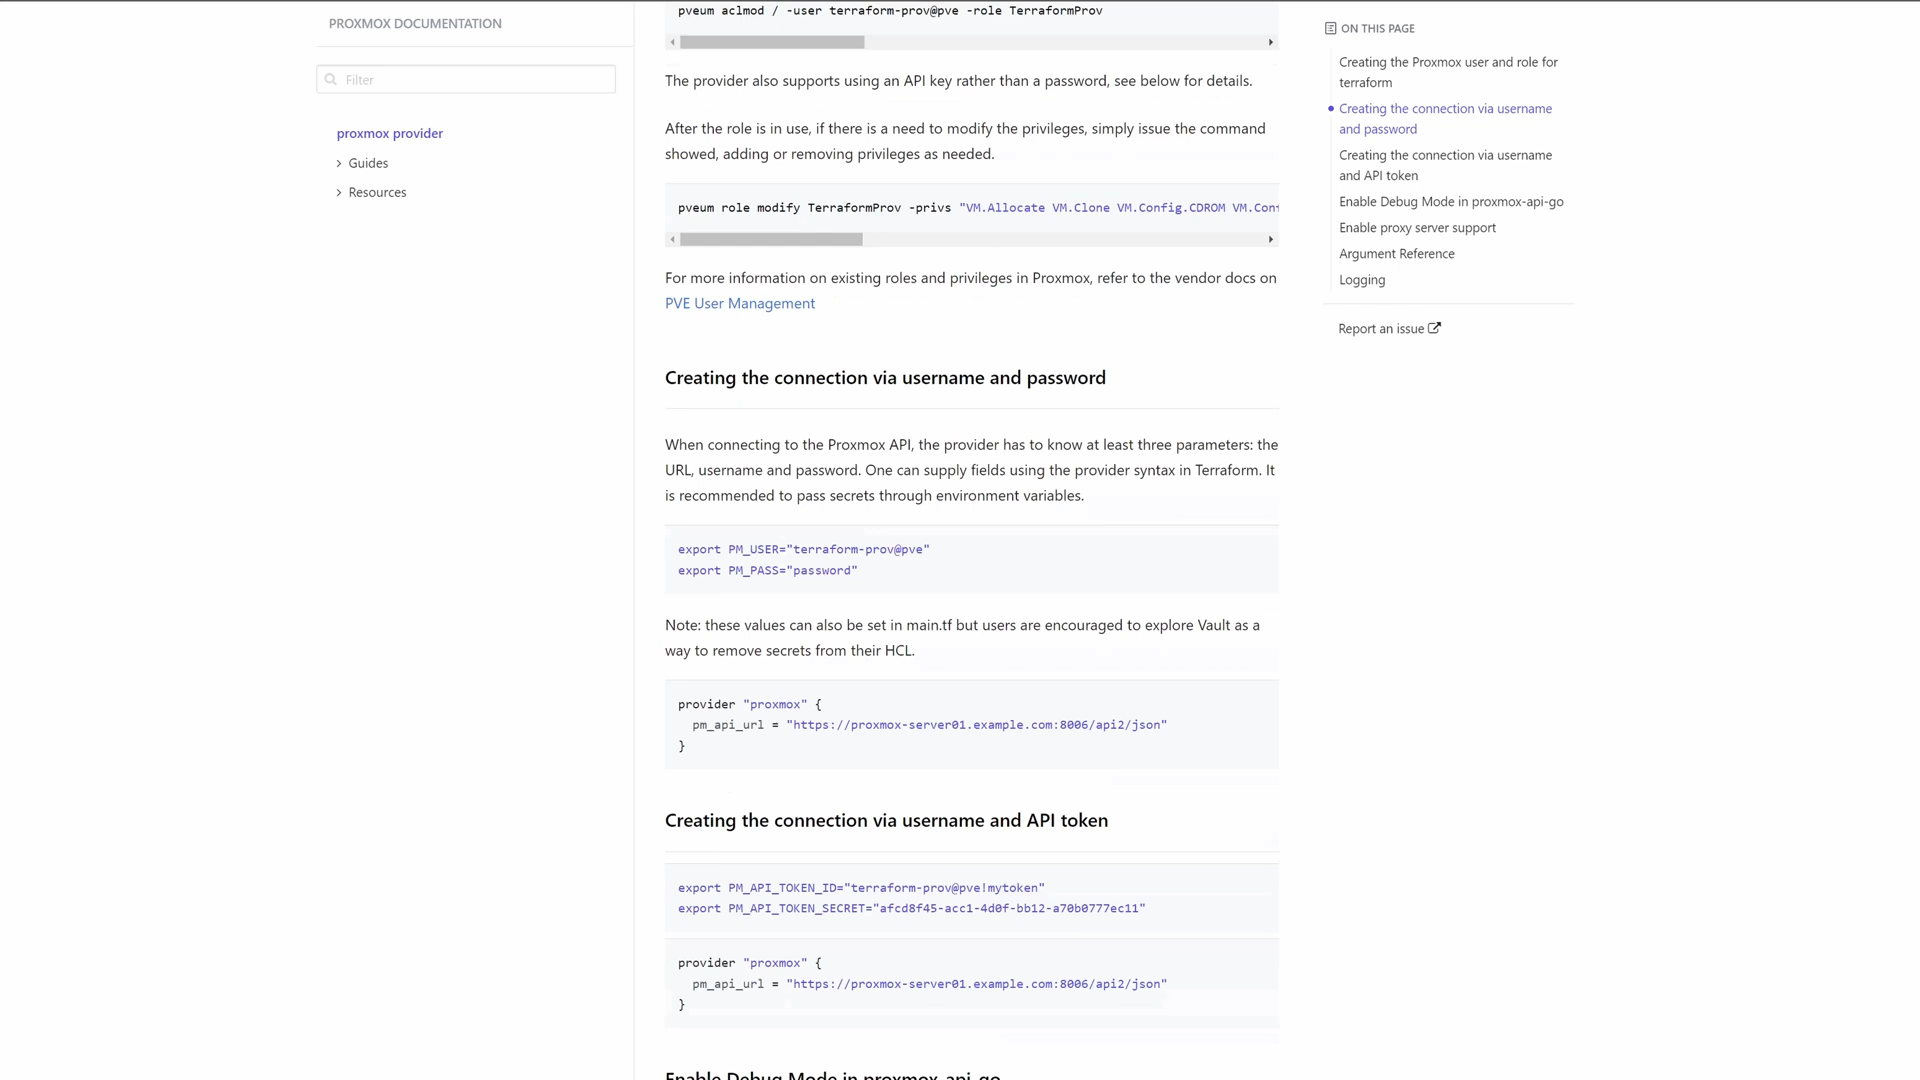 PROXMOX DOCUMENTATION
Filter
proxmox provider
Guides
Resources
pveum aclmod / -user terraform-prov@pve -role TerraformProv
The provider also supports using an API key rather than a password, see below for details.
After the role is in use, if there is a need to modify the privileges, simply issue the command
showed, adding or removing privileges as needed.
pveum role modify TerraformProv -privs "VM.Allocate VM.Clone VM.Config.CDROM VM.Conf
For more information on existing roles and privileges in Proxmox, refer to the vendor docs on
PVE User Management
Creating the connection via username and password
When connecting to the Proxmox API, the provider has to know at least three parameters: the
URL, username and password. One can supply fields using the provider syntax in Terraform. It
is recommended to pass secrets through environment variables.
export PM_USER="terraform-prov@pve"
export PM_PASS="password"
Note: these values can also be set in main.tf but users are encouraged to explore Vault as a
way to remove secrets from their HCL.
provider "proxmox" {
pm_api_url = "https://proxmox-server01.example.com:8006/api2/json"
}
Creating the connection via username and API token
export PM_API_TOKEN_ID="terraform-prov@pve!mytoken"
export PM_API_TOKEN_SECRET="afcd8f45-acc1-4d0f-bb12-a70b0777ec11"
provider "proxmox" {
pm_api_url = "https://proxmox-server01.example.com:8006/api2/json"
}
Enable Debug Mode in proxmox-api-go
ON THIS PAGE
Creating the Proxmox user and role for
terraform
Creating the connection via username
and password
Creating the connection via username
and API token
Enable Debug Mode in proxmox-api-go
Enable proxy server support
Argument Reference
Logging
Report an issue